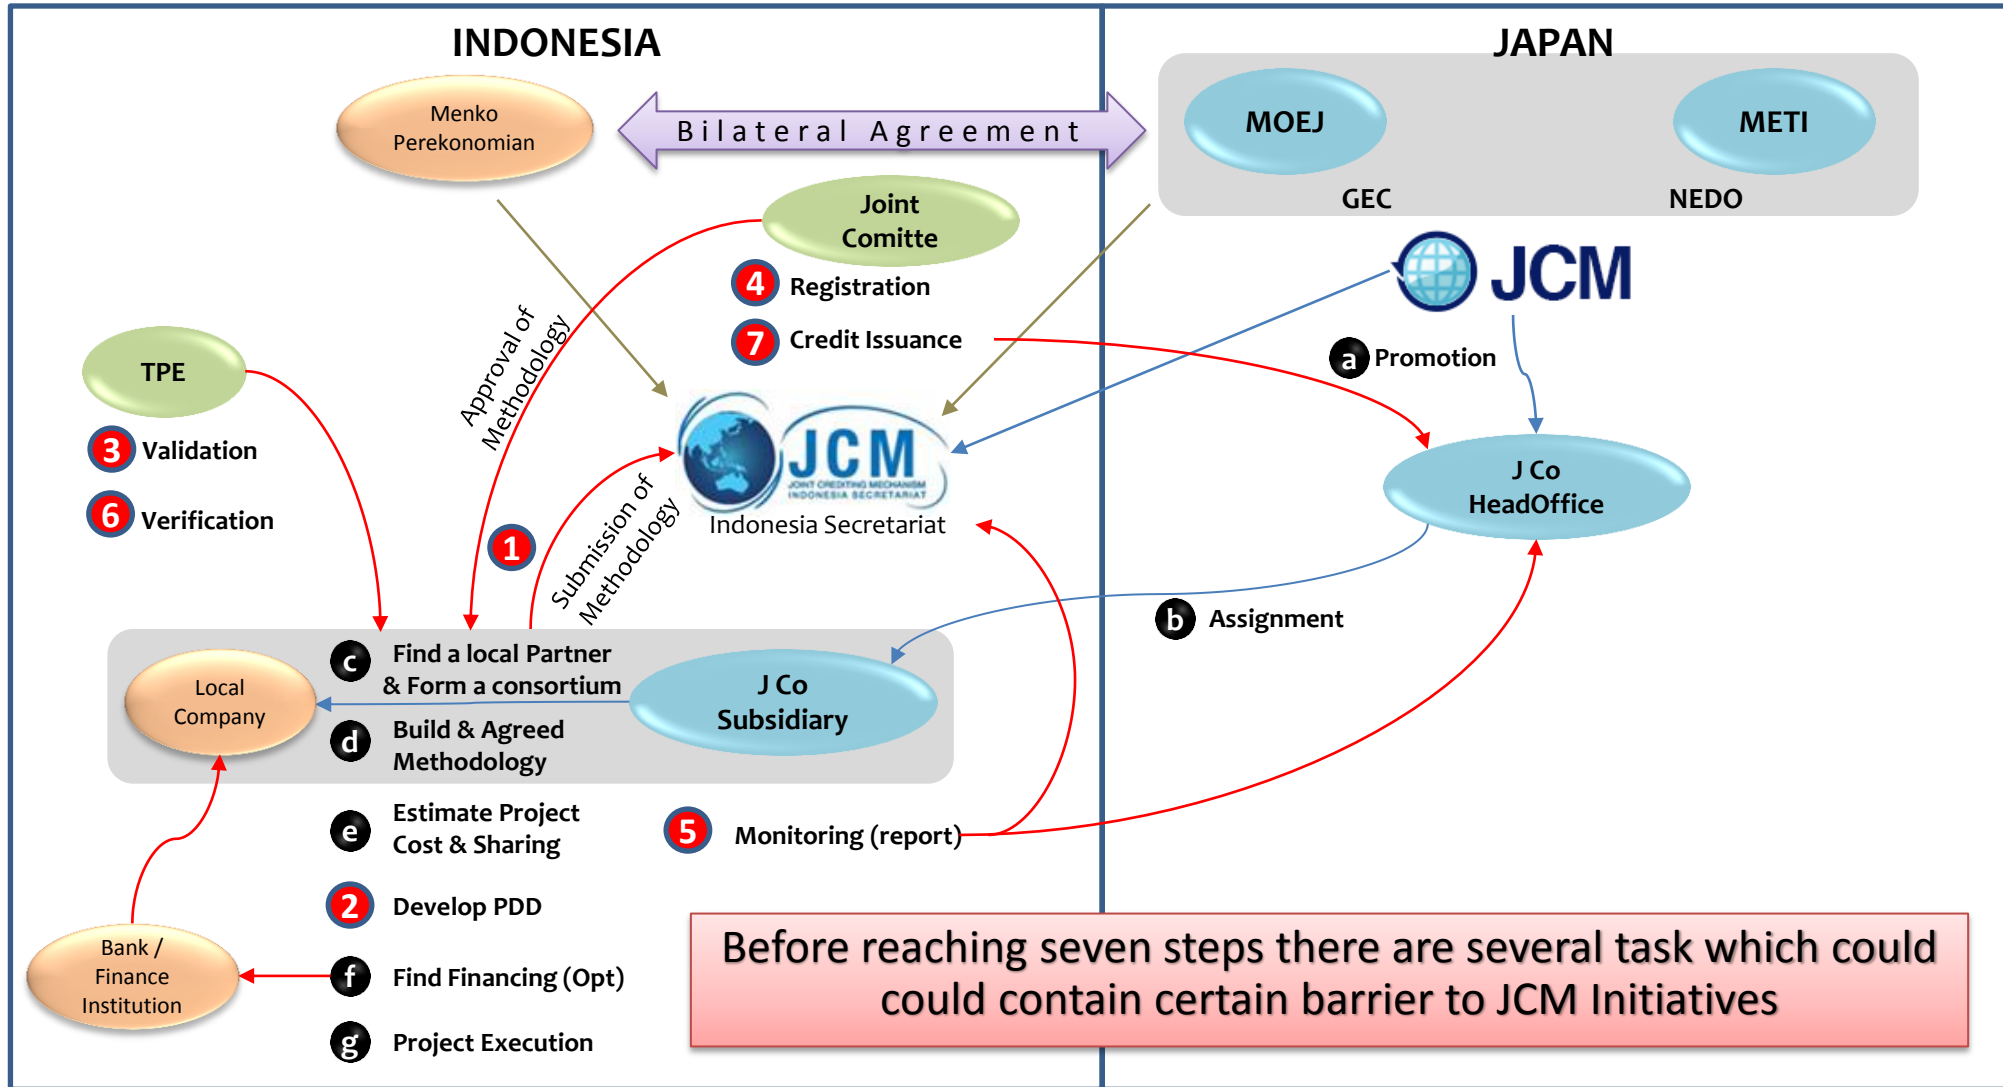 INDONESIA
JAPAN
Menko
Perekonomian
Bilateral Agreement
MOEJ
METI
GEC
NEDO
Joint
Comitte
4 Registration
7 Credit Issuance
JCM
a Promotion
Approval of
Methodology
TPE
3 Validation
6 Verification
JCM
JOINT CREDITING MECHANISM
INDONESIA SECRETARIAT
Indonesia Secretariat
J Co
HeadOffice
1
Submission of
Methodology
b Assignment
Local
Company
c Find a local Partner
& Form a consortium
d Build & Agreed
Methodology
J Co
Subsidiary
e Estimate Project
Cost & Sharing
5 Monitoring (report)
2 Develop PDD
Bank /
Finance
Institution
f Find Financing (Opt)
g Project Execution
Before reaching seven steps there are several task which could
could contain certain barrier to JCM Initiatives